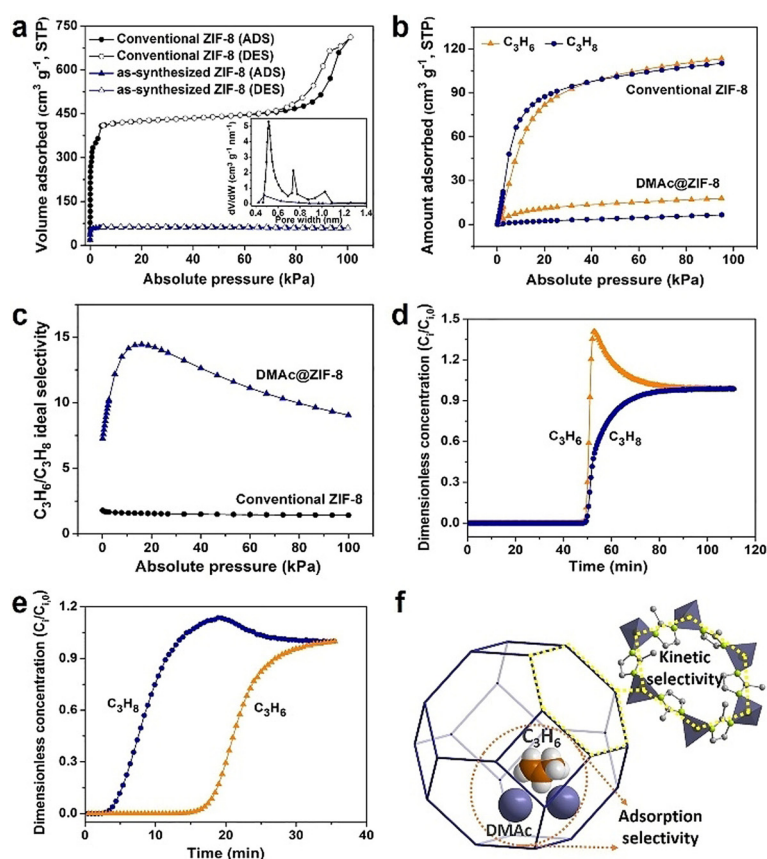 a
Conventional ZIF-8 (ADS)
Conventional ZIF-8 (DES)
as-synthesized ZIF-8 (ADS)
as-synthesized ZIF-8 (DES)
Volume adsorbed (cm³ g⁻¹, STP)
750
600
450
300
150
0
0 20 40 60 80 100
Absolute pressure (kPa)
dV/dW (cm³ g⁻¹ nm⁻¹)
5
4
3
2
1
0
0.4 0.6 0.8 1.0 1.2 1.4
Pore width (nm)
b
C₃H₆ C₃H₈
Amount adsorbed (cm³ g⁻¹, STP)
120
90
60
30
0
Conventional ZIF-8
DMAc@ZIF-8
0 20 40 60 80 100
Absolute pressure (kPa)
c
C₃H₆/C₃H₈ ideal selectivity
15
10
5
0
DMAc@ZIF-8
Conventional ZIF-8
0 20 40 60 80 100
Absolute pressure (kPa)
d
Dimensionless concentration (Cᵢ/Cᵢ,₀)
1.5
1.2
0.9
0.6
0.3
0.0
C₃H₆ C₃H₈
0 20 40 60 80 100 120
Time (min)
e
Dimensionless concentration (Cᵢ/Cᵢ,₀)
1.2
0.9
0.6
0.3
0.0
C₃H₈
C₃H₆
0 10 20 30 40
Time (min)
f
Kinetic
selectivity
C₃H₆
DMAc
Adsorption
selectivity